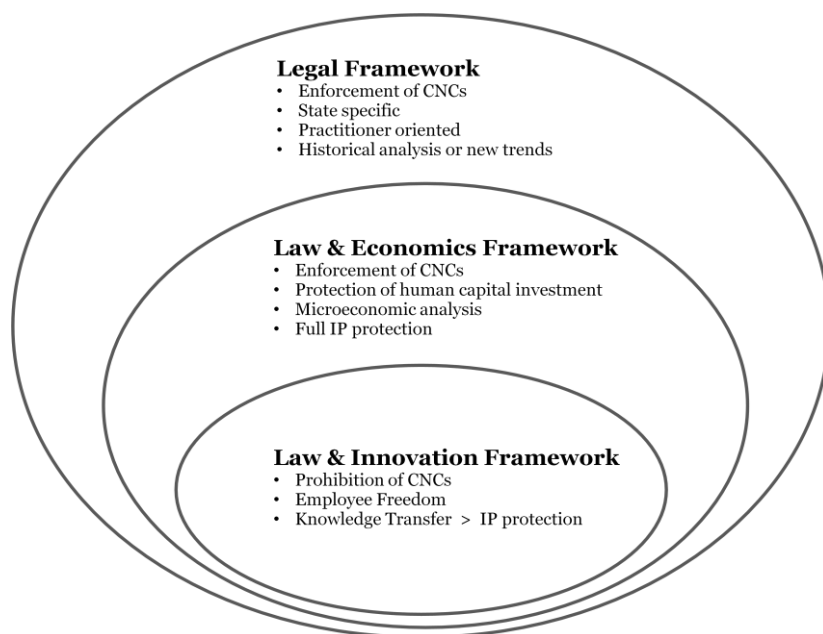 Legal Framework
• Enforcement of CNCs
• State specific
• Practitioner oriented
• Historical analysis or new trends
Law & Economics Framework
• Enforcement of CNCs
• Protection of human capital investment
• Microeconomic analysis
• Full IP protection
Law & Innovation Framework
• Prohibition of CNCs
• Employee Freedom
• Knowledge Transfer > IP protection